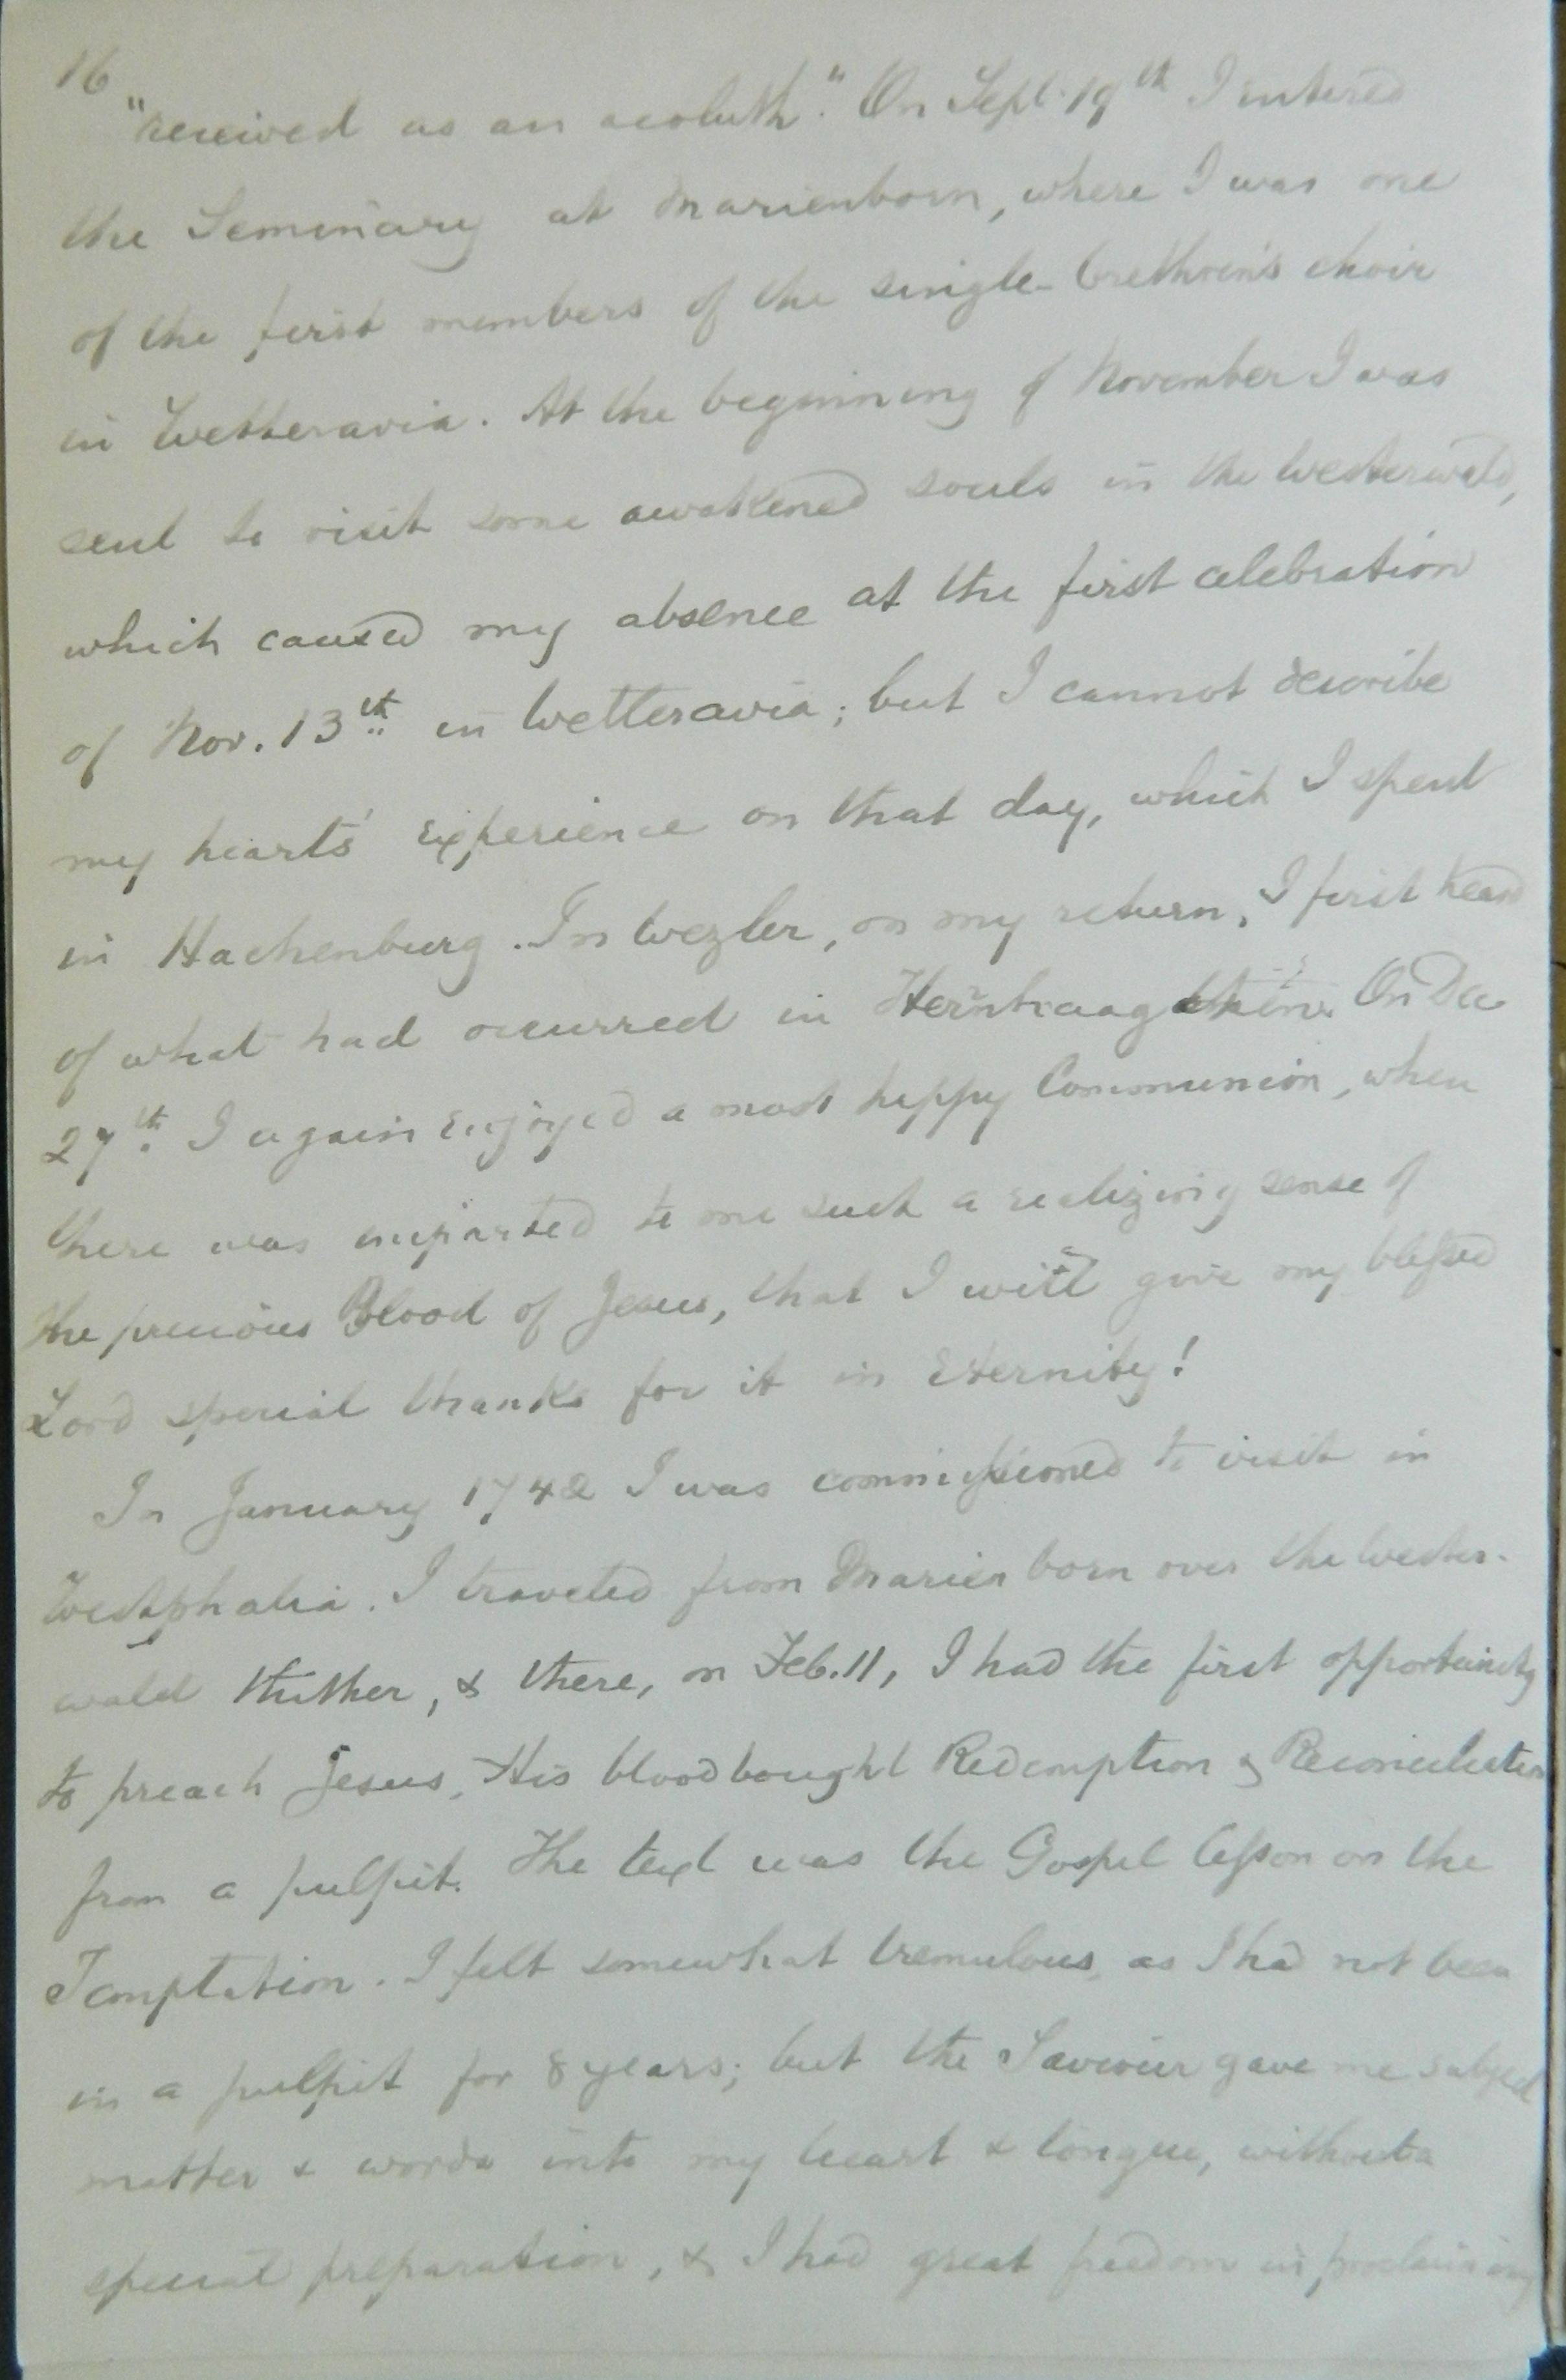 16
"received as an acoluth." On Sept. 19th I entered
the Seminary at Marienborn, where I was one
of the first members of the single-brethren's choir
in Wetteravia. At the beginning of November I was
sent to visit some awakened souls in the Westerwald,
which caused my absence at the first celebration
of Nov. 13th in Wetteravia; but I cannot describe
my hearts' experience on that day, which I spent
in Hachenburg. In Wezler, on my return, I first heard
of what had occurred in Hernhaag On Dec
27th I again enjoyed a most happy Communion, when
there was imparted to me such a realizing sense of
the precious Blood of Jesus, that I will give my blessed
Lord special thanks for it in Eternity!
In January 1742 I was commissioned to visit in
Westphalia. I traveled from Marienborn over the Wester-
wald thither, & there, on Feb. 11, I had the first opportunity
to preach Jesus, His bloodbought Redemption & Reconciliation
from a pulpit. The text was the Gospel lesson on the
Temptation. I felt somewhat tremulous, as I had not been
in a pulpit for 8 years; but the Saviour gave me subject
matter & words into my heart & tongue, without a
special preparation, & I had great freedom in proclaiming